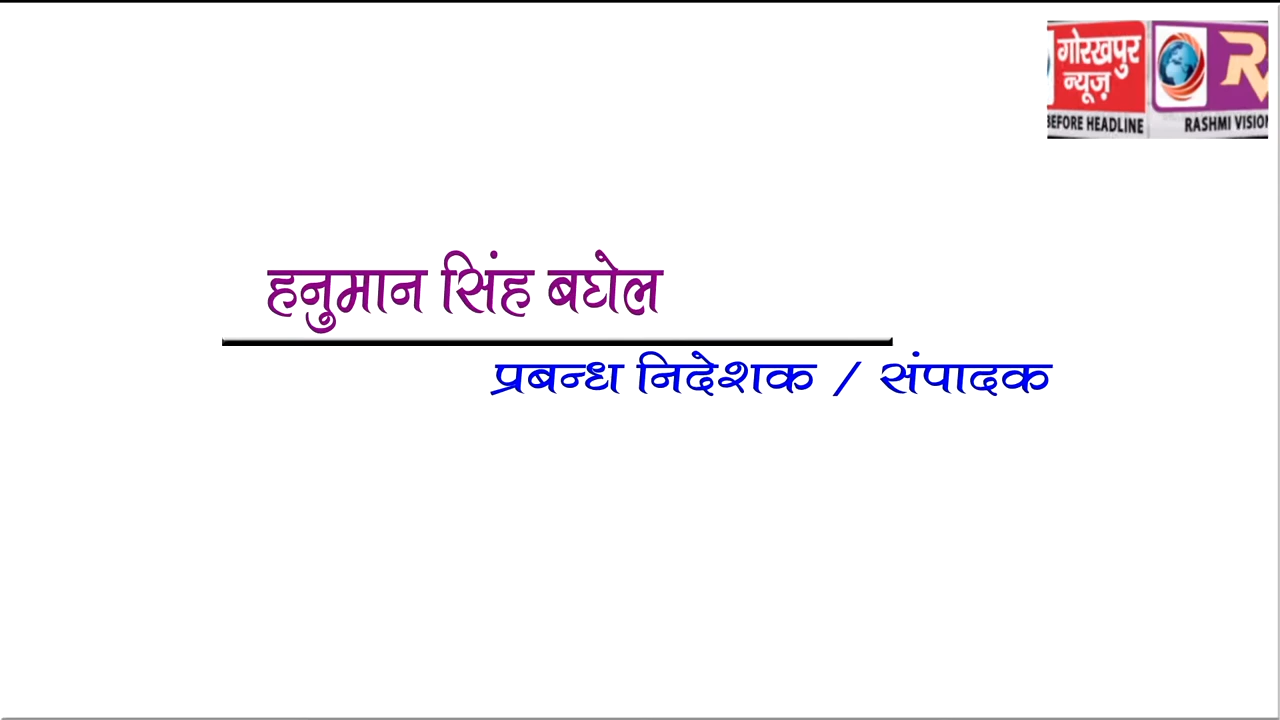 गोरखपुर
न्यूज़
BEFORE HEADLINE
RASHMI VISION
हनुमान सिंह बघेल
प्रबन्ध निदेशक / संपादक